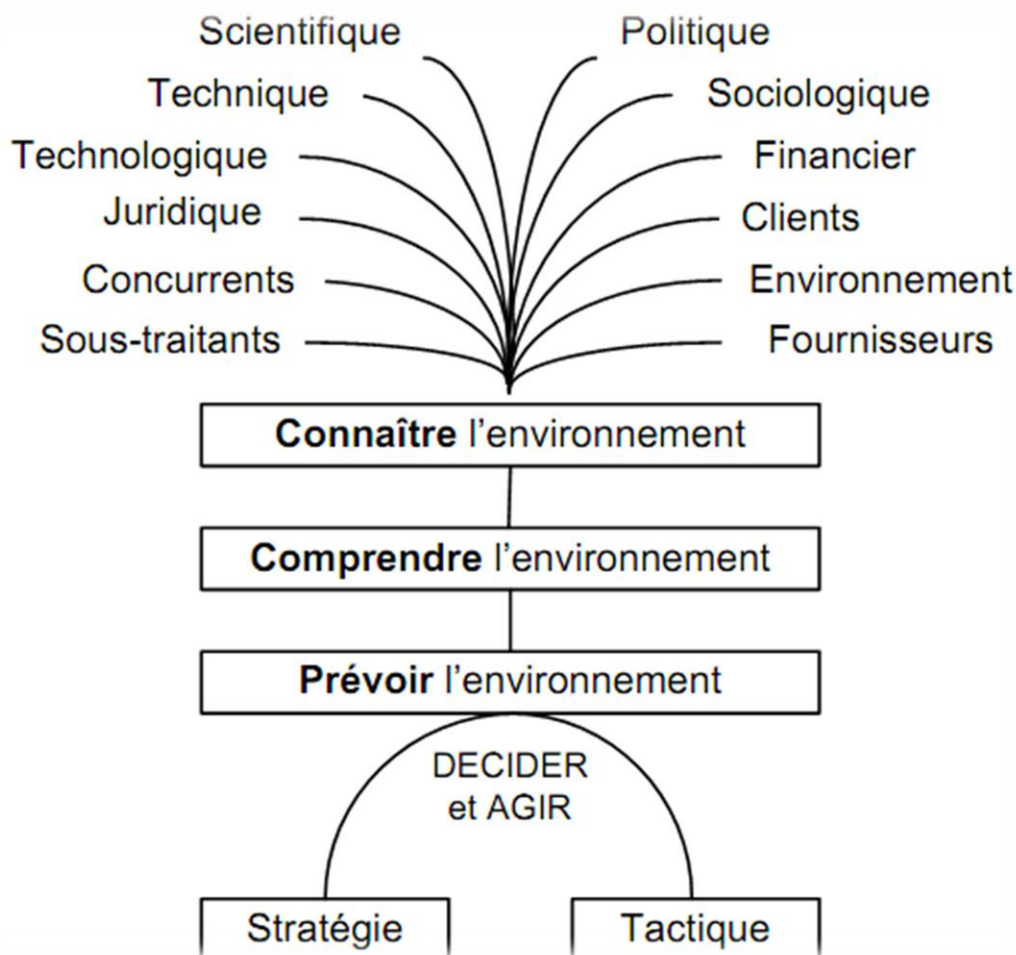 Scientifique
Politique
Technique
Sociologique
Technologique
Financier
Juridique
Clients
Concurrents
Environnement
Sous-traitants
Fournisseurs
Connaître l'environnement
Comprendre l'environnement
Prévoir l'environnement
DECIDER
et AGIR
Stratégie
Tactique